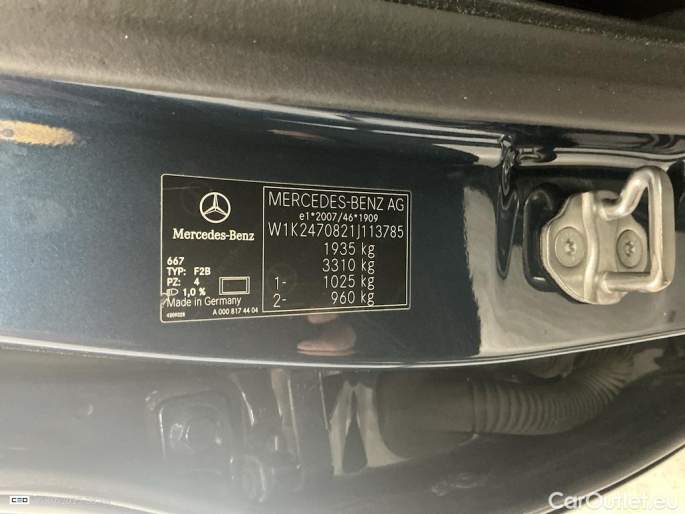 Mercedes-Benz
667
TYP: F2B
PZ: 4
1,0 %
Made in Germany
A 000 817 44 04
MERCEDES-BENZ AG
e1*2007/46*1909
W1K2470821J113785
1935 kg
3310 kg
1- 1025 kg
2- 960 kg
CarOutlet.eu